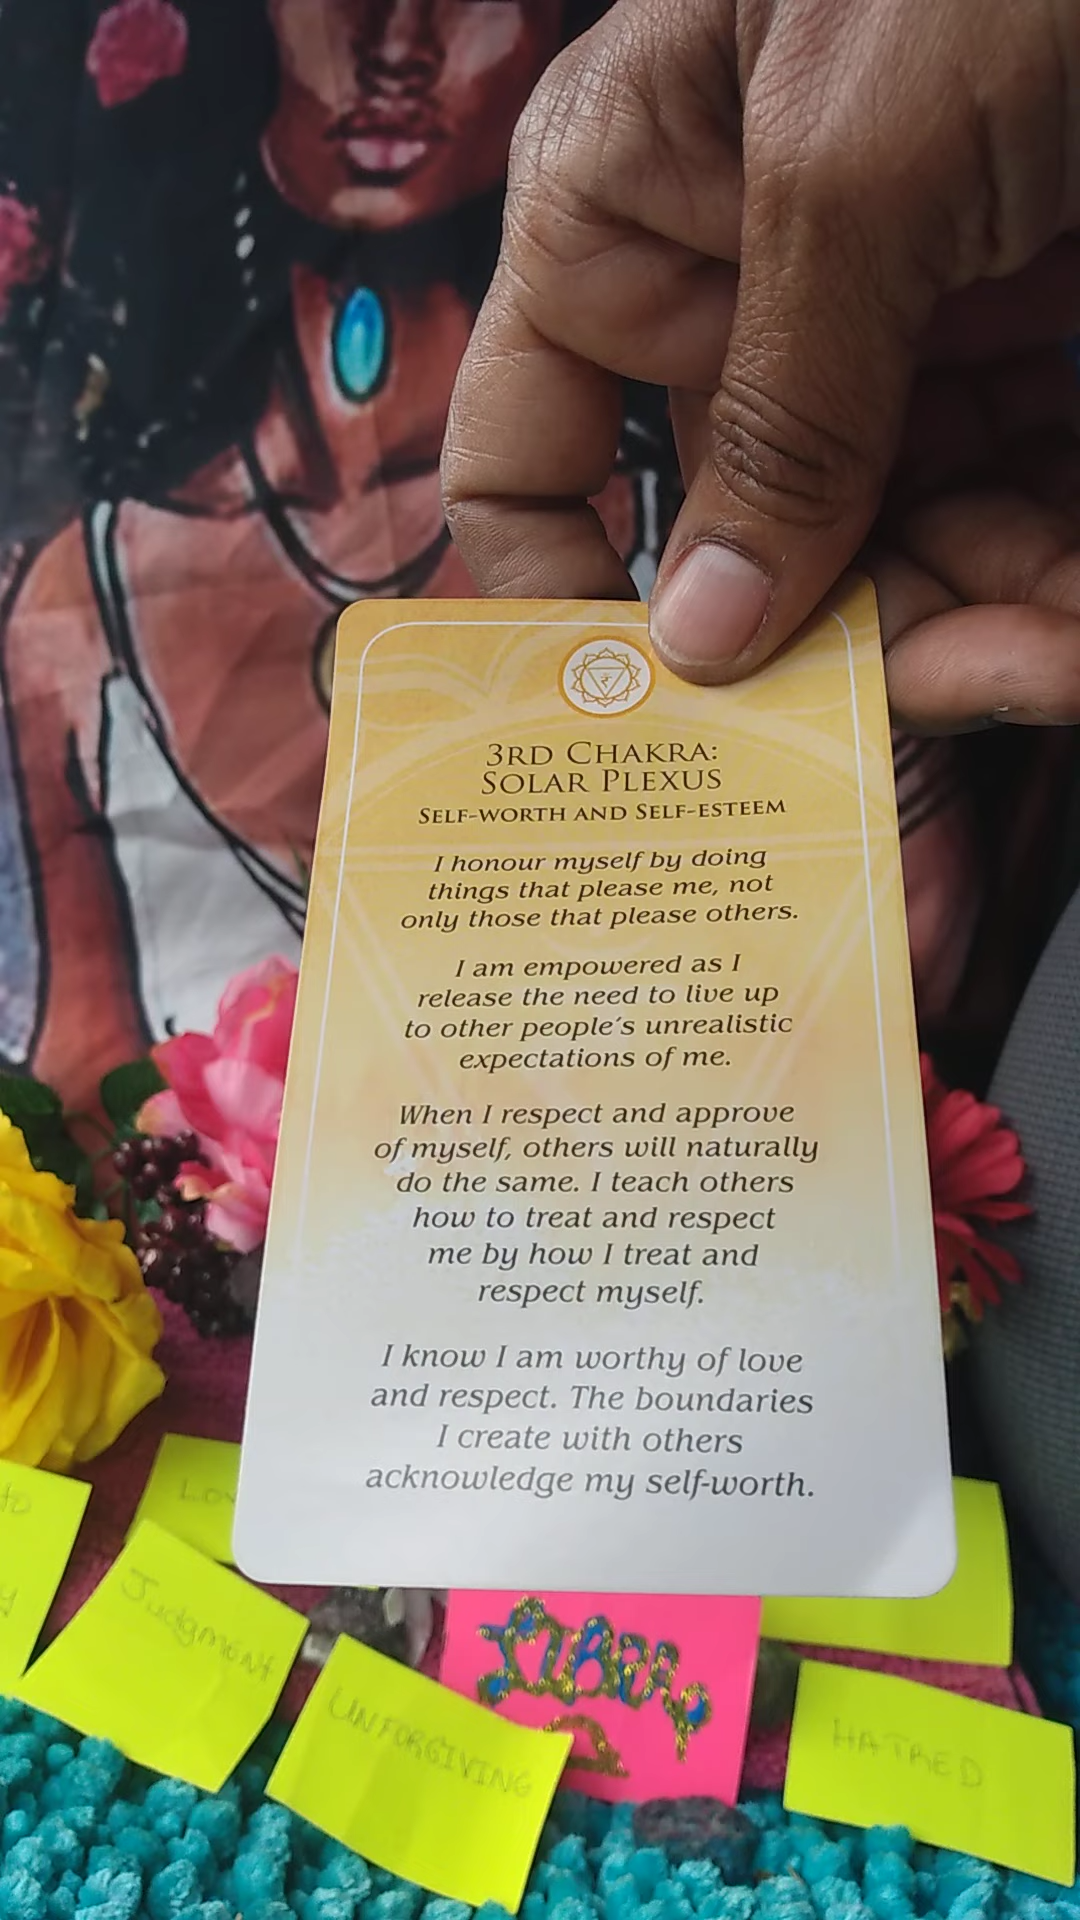 3RD CHAKRA:
SOLAR PLEXUS
SELF-WORTH AND SELF-ESTEEM
I honour myself by doing
things that please me, not
only those that please others.
I am empowered as I
release the need to live up
to other people's unrealistic
expectations of me.
When I respect and approve
of myself, others will naturally
do the same. I teach others
how to treat and respect
me by how I treat and
respect myself.
I know I am worthy of love
and respect. The boundaries
I create with others
acknowledge my self-worth.
Judgment
UNFORGIVING
LIBRA
HATRED